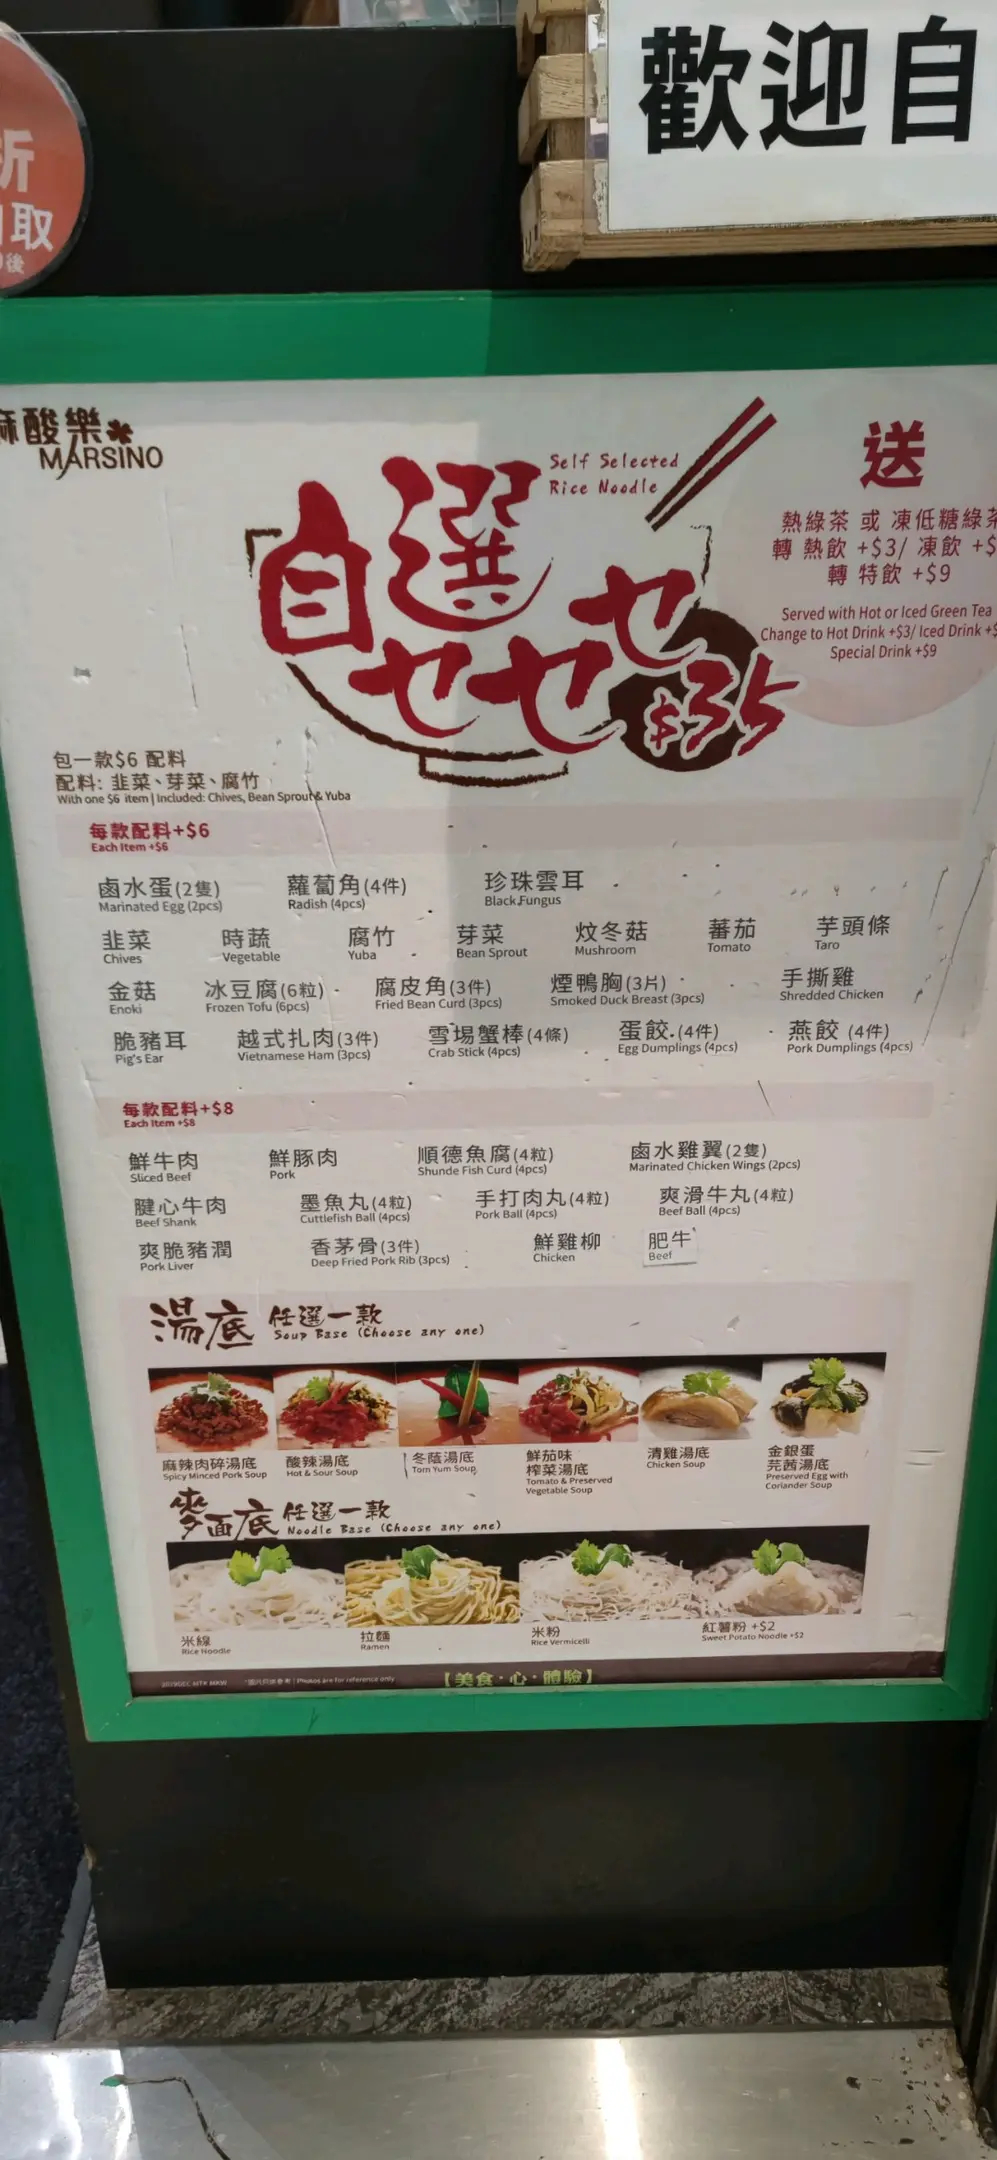 歡迎自
折
取
後
酸樂
MARSINO
自選
セセセ
Self Selected
Rice Noodle
$35
送
熱綠茶 或 凍低糖綠茶
轉 熱飲 +$3/ 凍飲 +$
轉 特飲 +$9
Served with Hot or Iced Green Tea
Change to Hot Drink +$3/ Iced Drink +$
Special Drink +$9
包一款$6 配料
配料: 韭菜、芽菜、腐竹
With one $6 item | Included: Chives, Bean Sprout & Yuba
每款配料+$6
Each Item +$6
鹵水蛋(2隻) 蘿蔔角(4件) 珍珠雲耳
Marinated Egg (2pcs) Radish (4pcs) Black Fungus
韭菜 時蔬 腐竹 芽菜 炆冬菇 蕃茄 芋頭條
Chives Vegetable Yuba Bean Sprout Mushroom Tomato Taro
金菇 冰豆腐(6粒) 腐皮角(3件) 煙鴨胸(3片) 手撕雞
Enoki Frozen Tofu (6pcs) Fried Bean Curd (3pcs) Smoked Duck Breast (3pcs) Shredded Chicken
脆豬耳 越式扎肉(3件) 雪場蟹棒(4條) 蛋餃(4件) 燕餃 (4件)
Pig's Ear Vietnamese Ham (3pcs) Crab Stick (4pcs) Egg Dumplings (4pcs) Pork Dumplings (4pcs)
每款配料+$8
Each Item +$8
鮮牛肉 鮮豚肉 順德魚腐(4粒) 鹵水雞翼(2隻)
Sliced Beef Pork Shunde Fish Curd (4pcs) Marinated Chicken Wings (2pcs)
腱心牛肉 墨魚丸(4粒) 手打肉丸(4粒) 爽滑牛丸(4粒)
Beef Shank Cuttlefish Ball (4pcs) Pork Ball (4pcs) Beef Ball (4pcs)
爽脆豬潤 香茅骨(3件) 鮮雞柳 肥牛
Pork Liver Deep Fried Pork Rib (3pcs) Chicken Beef
湯底 任選一款
Soup Base (Choose any one)
麻辣肉碎湯底 酸辣湯底 冬蔭湯底 鮮茄味 清雞湯底 金銀蛋
榨菜湯底 芫茜湯底
Spicy Minced Pork Soup Hot & Sour Soup Tom Yum Soup Tomato & Preserved Chicken Soup Preserved Egg with
Vegetable Soup Coriander Soup
麥面底 任選一款
Noodle Base (Choose any one)
米線 拉麵 米粉 紅薯粉 +$2
Rice Noodle Ramen Rice Vermicelli Sweet Potato Noodle +$2
*圖片只供參考 | Photos are for reference only
【美食·心·體驗】